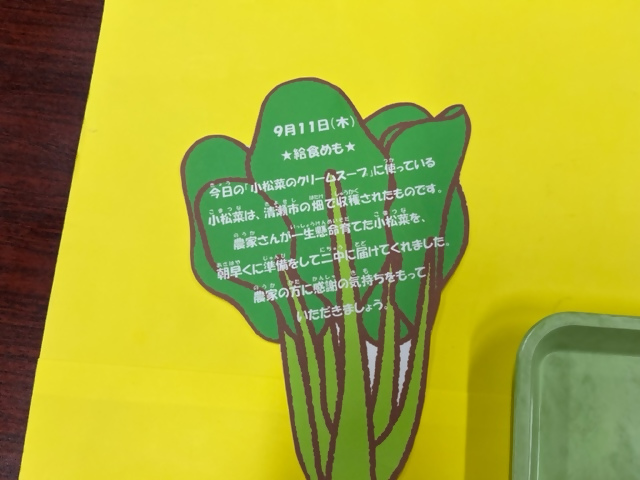 9月11日(木)
★給食めも★
今日の「小松菜のクリームスープ」に使っている
小松菜は、清瀬市の畑で収穫されたものです。
農家さんが一生懸命育てた小松菜を、
朝早くに準備をして二中に届けてくれました。
農家の方に感謝の気持ちをもって
いただきましょう。